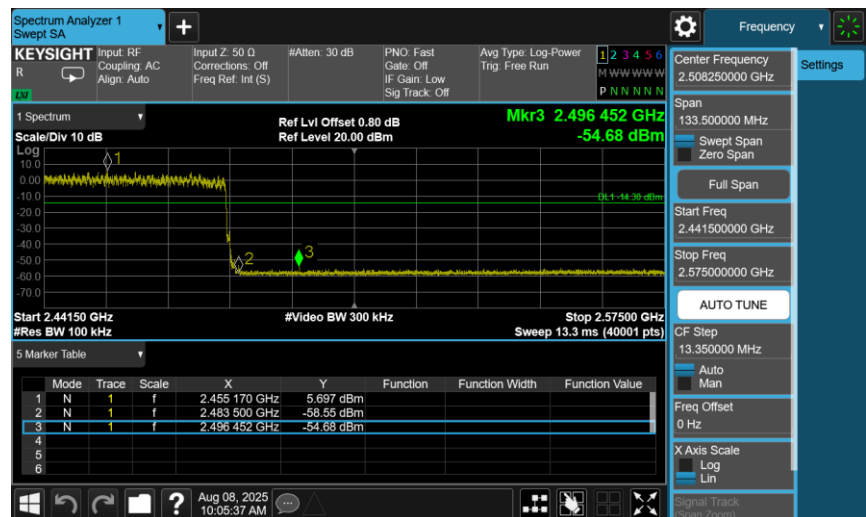 Spectrum Analyzer 1
Swept SA
Frequency
KEYSIGHT
R
LXI
Input: RF
Coupling: AC
Align: Auto
Input Z: 50 Ω
Corrections: Off
Freq Ref: Int (S)
#Atten: 30 dB
PNO: Fast
Gate: Off
IF Gain: Low
Sig Track: Off
Avg Type: Log-Power
Trig: Free Run
1 2 3 4 5 6
M W W W W W
P N N N N N
Center Frequency
2.508250000 GHz
Settings
Span
133.500000 MHz
Swept Span
Zero Span
Full Span
Start Freq
2.441500000 GHz
Stop Freq
2.575000000 GHz
AUTO TUNE
CF Step
13.350000 MHz
Auto
Man
Freq Offset
0 Hz
X Axis Scale
Log
Lin
Signal Track
(Span Zoom)
1 Spectrum
Scale/Div 10 dB
Ref Lvl Offset 0.80 dB
Ref Level 20.00 dBm
Mkr3 2.496 452 GHz
-54.68 dBm
Log
10.0
0.00
-10.0
-20.0
-30.0
-40.0
-50.0
-60.0
-70.0
1
2
3
DL1 -14.30 dBm
Start 2.44150 GHz
#Res BW 100 kHz
#Video BW 300 kHz
Stop 2.57500 GHz
Sweep 13.3 ms (40001 pts)
5 Marker Table
Mode Trace Scale X Y Function Function Width Function Value
1 N 1 f 2.455 170 GHz 5.697 dBm
2 N 1 f 2.483 500 GHz -58.55 dBm
3 N 1 f 2.496 452 GHz -54.68 dBm
4
5
6
?
Aug 08, 2025
10:05:37 AM